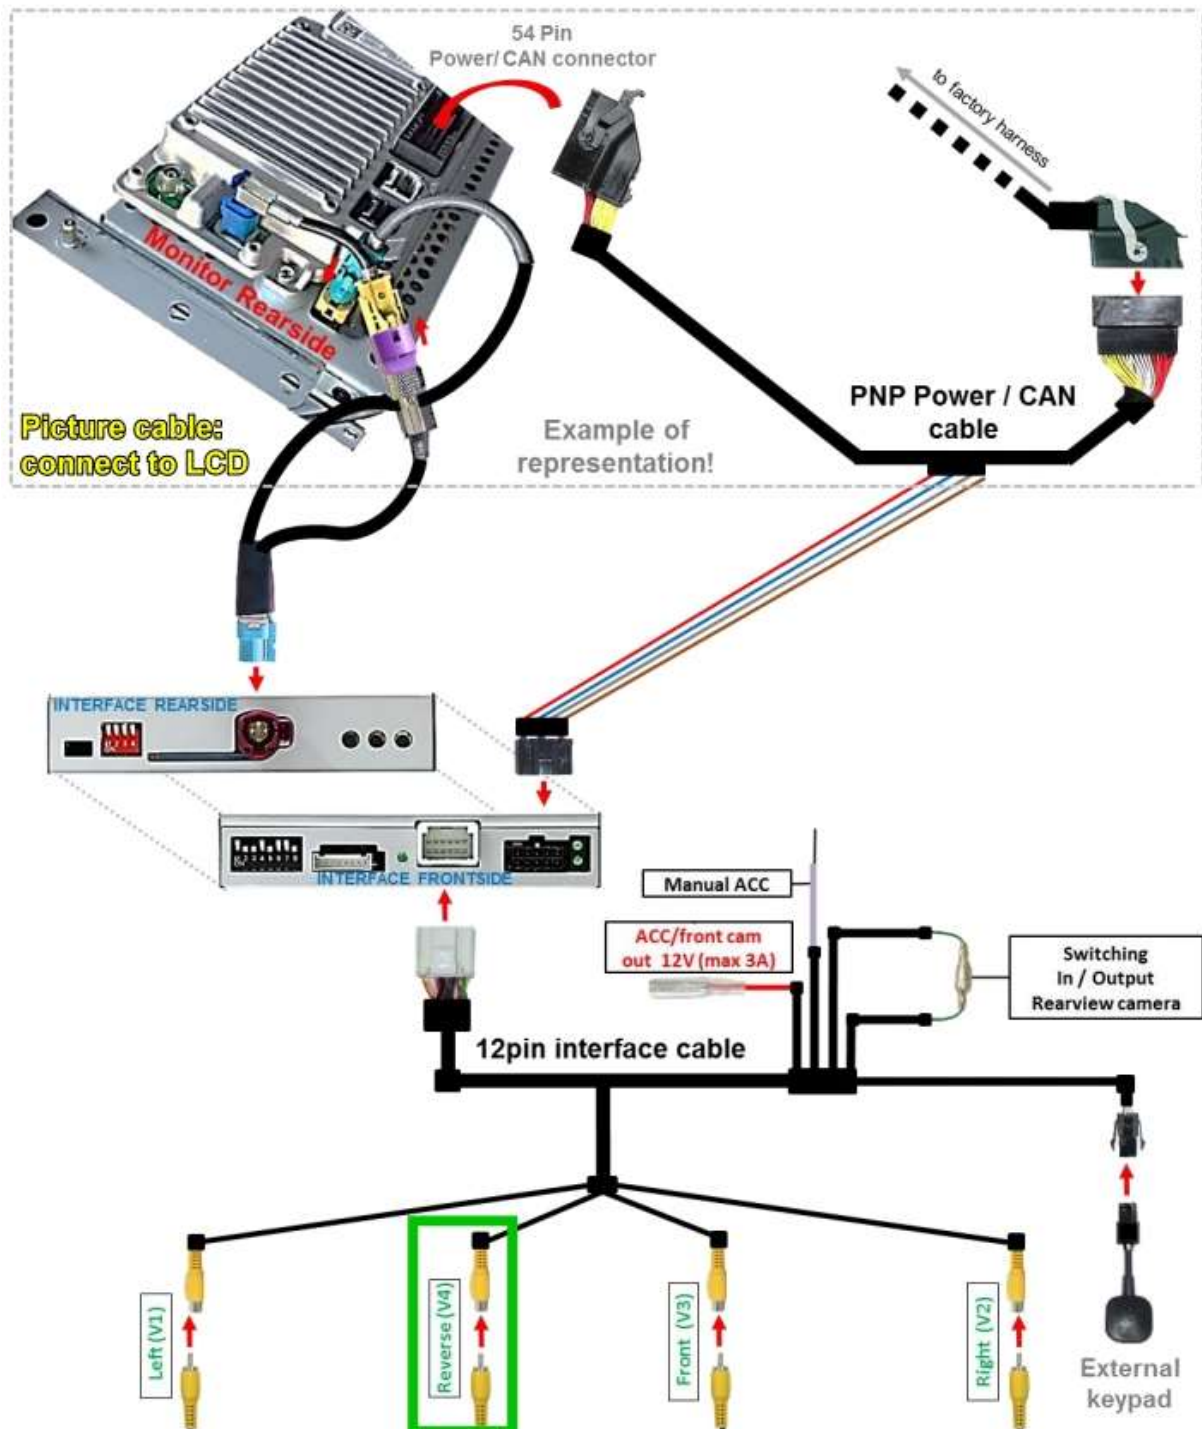 54 Pin
Power/ CAN connector
to factory harness
Monitor Rearside
PNP Power / CAN
cable
Picture cable:
connect to LCD
Example of
representation!
INTERFACE REARSIDE
INTERFACE FRONTSIDE
Manual ACC
ACC/front cam
out 12V (max 3A)
Switching
In / Output
Rearview camera
12pin interface cable
Left (V1)
Reverse (V4)
Front (V3)
Right (V2)
External
keypad